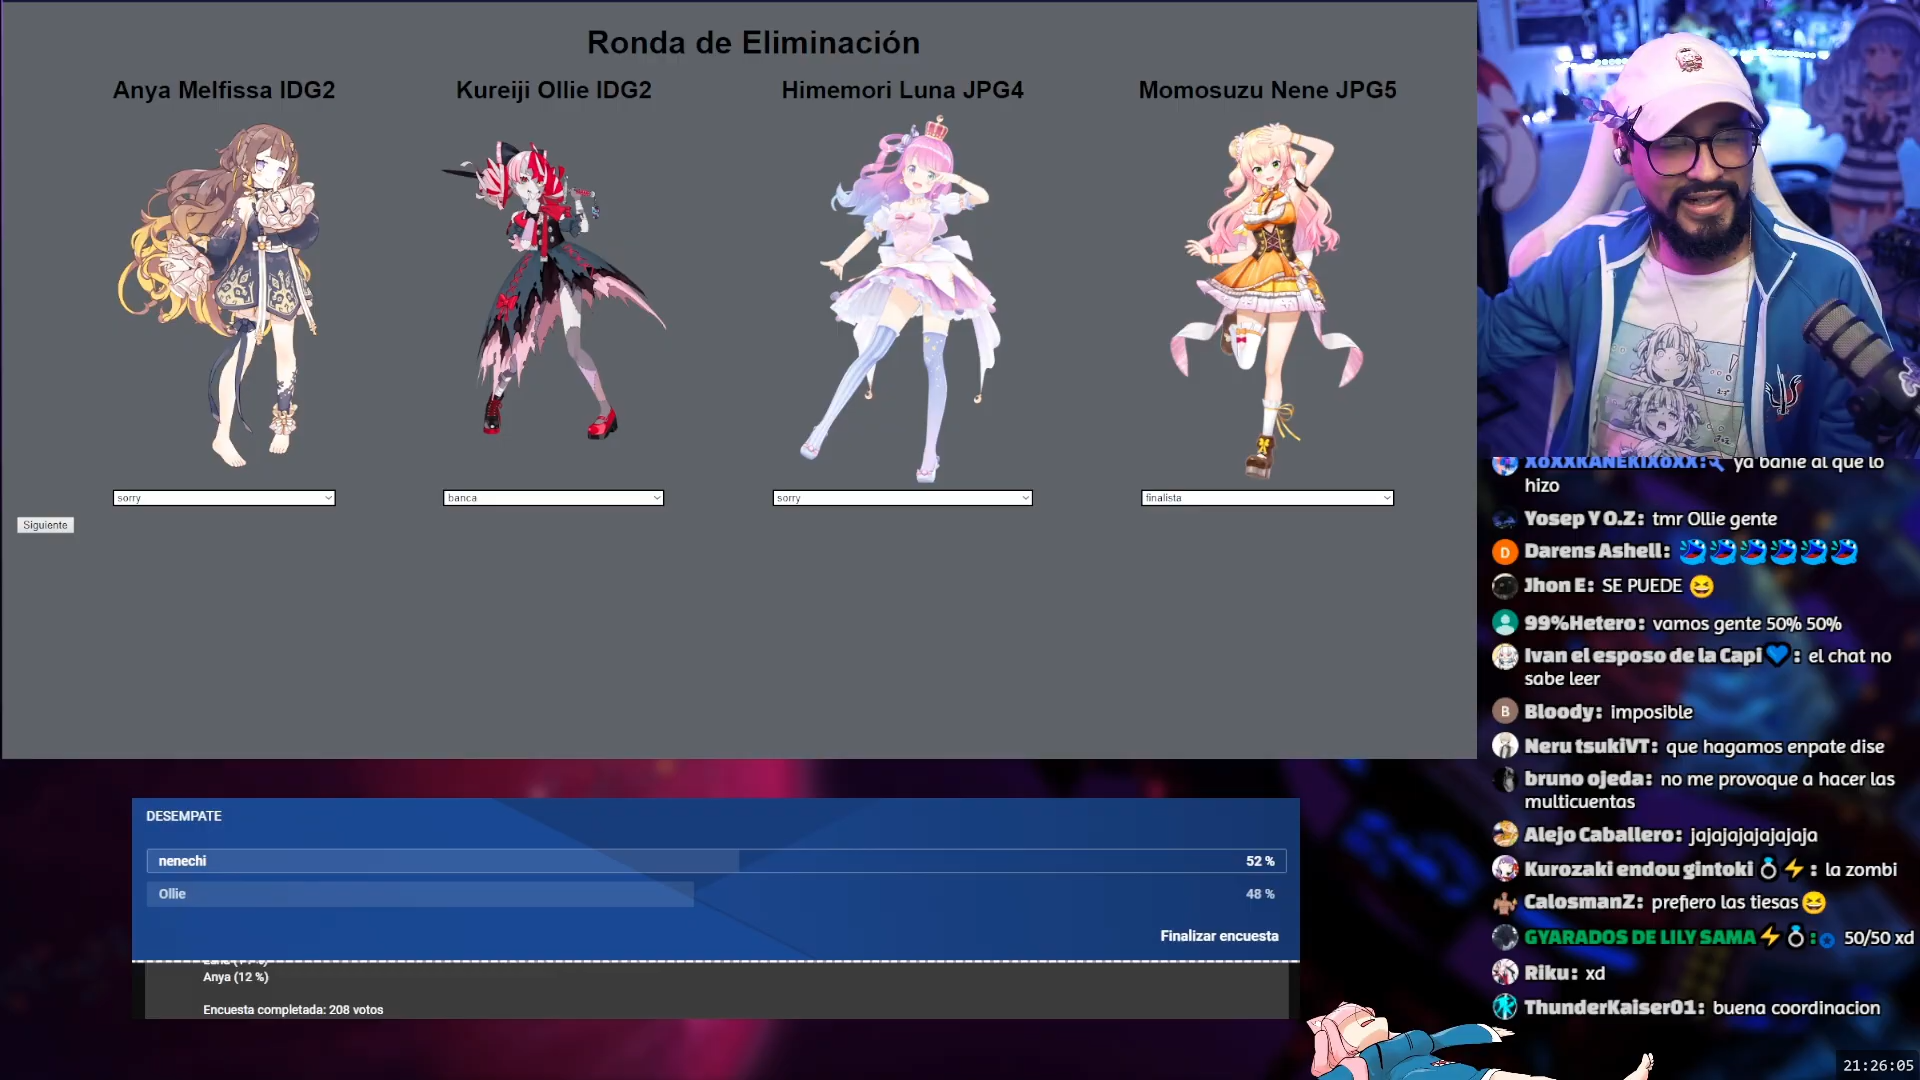 Ronda de Eliminación
Anya Melfissa IDG2
Kureiji Ollie IDG2
Himemori Luna JPG4
Momosuzu Nene JPG5
sorry
banca
sorry
finalista
Siguiente
DESEMPATE
nenechi 52 %
Ollie 48 %
Finalizar encuesta
Anya (12 %)
Encuesta completada: 208 votos
XoXXKANEKIXoXX: ya banie al que lo
hizo
Yosep Y O.Z: tmr Ollie gente
Darens Ashell:
Jhon E: SE PUEDE 😆
99%Hetero: vamos gente 50% 50%
Ivan el esposo de la Capi 💙: el chat no
sabe leer
Bloody: imposible
Neru tsukiVT: que hagamos enpate dise
bruno ojeda: no me provoque a hacer las
multicuentas
Alejo Caballero: jajajajajajaja
Kurozaki endou gintoki 💍⚡: la zombi
CalosmanZ: prefiero las tiesas 😆
GYARADOS DE LILY SAMA ⚡💍: 50/50 xd
Riku: xd
ThunderKaiser01: buena coordinacion
21:26:05